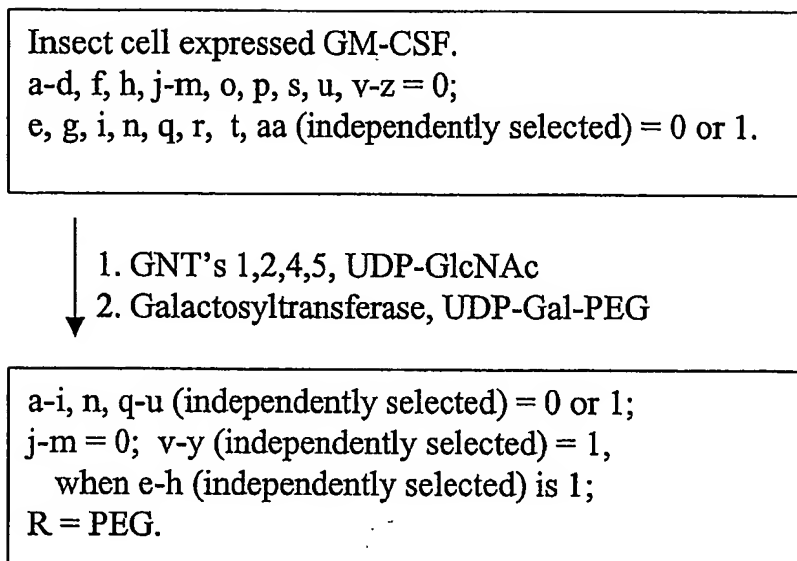 Insect cell expressed GM-CSF.
a-d, f, h, j-m, o, p, s, u, v-z = 0;
e, g, i, n, q, r, t, aa (independently selected) = 0 or 1.
1. GNT's 1,2,4,5, UDP-GlcNAc
2. Galactosyltransferase, UDP-Gal-PEG
a-i, n, q-u (independently selected) = 0 or 1;
j-m = 0; v-y (independently selected) = 1,
when e-h (independently selected) is 1;
R = PEG.